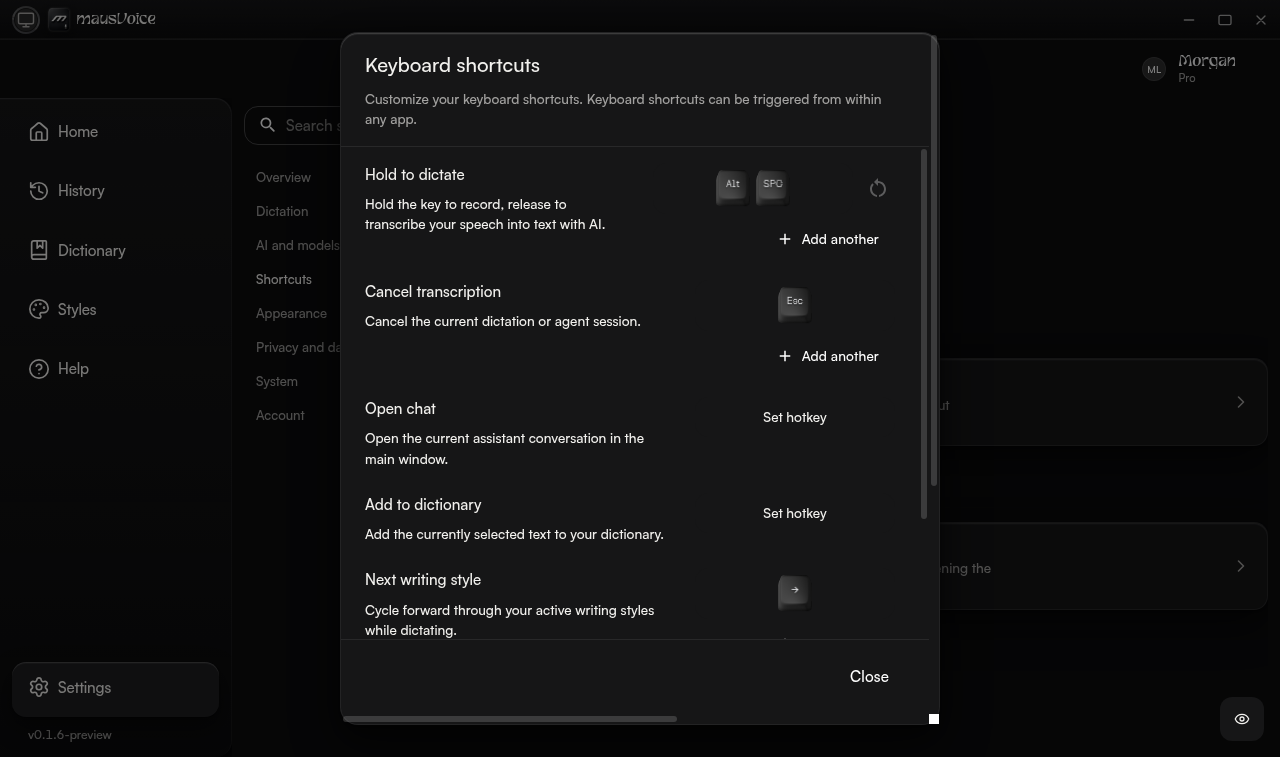 mausVoice
ML
Morgan
Pro
Home
History
Dictionary
Styles
Help
Settings
v0.1.6-preview
Search
Overview
Dictation
AI and models
Shortcuts
Appearance
Privacy and
System
Account
Keyboard shortcuts
Customize your keyboard shortcuts. Keyboard shortcuts can be triggered from within
any app.
Hold to dictate
Hold the key to record, release to
transcribe your speech into text with AI.
Alt
SPC
Add another
Cancel transcription
Cancel the current dictation or agent session.
Esc
Add another
Open chat
Open the current assistant conversation in the
main window.
Set hotkey
Add to dictionary
Add the currently selected text to your dictionary.
Set hotkey
Next writing style
Cycle forward through your active writing styles
while dictating.
→
Close
the